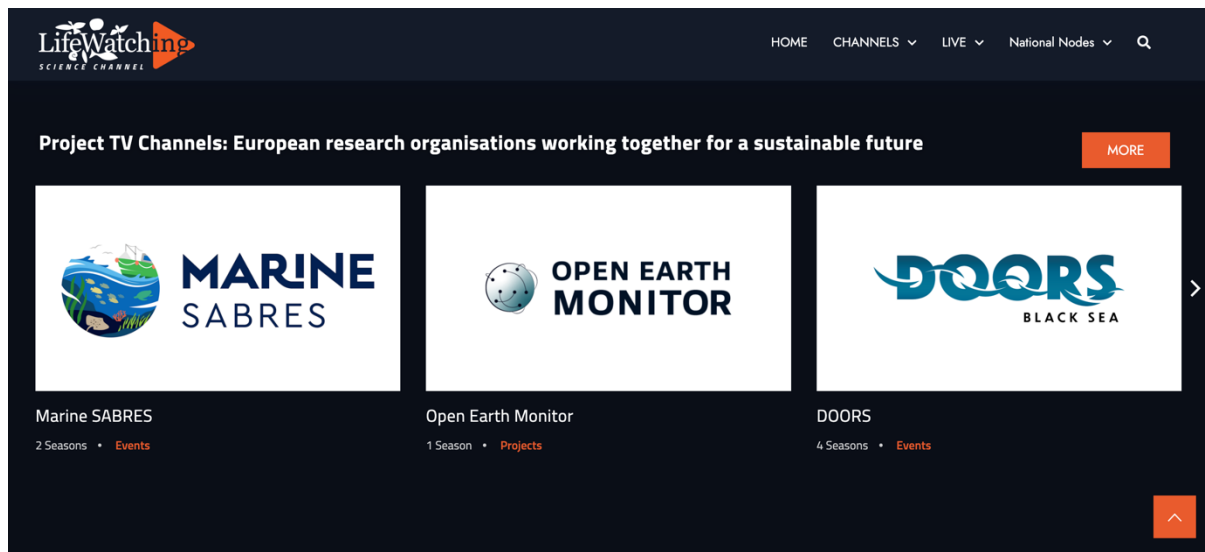 LifeWatching
SCIENCE CHANNEL
HOME CHANNELS LIVE National Nodes
Project TV Channels: European research organisations working together for a sustainable future
MORE
MARINE
SABRES
OPEN EARTH
MONITOR
DOORS
BLACK SEA
Marine SABRES
2 Seasons • Events
Open Earth Monitor
1 Season • Projects
DOORS
4 Seasons • Events